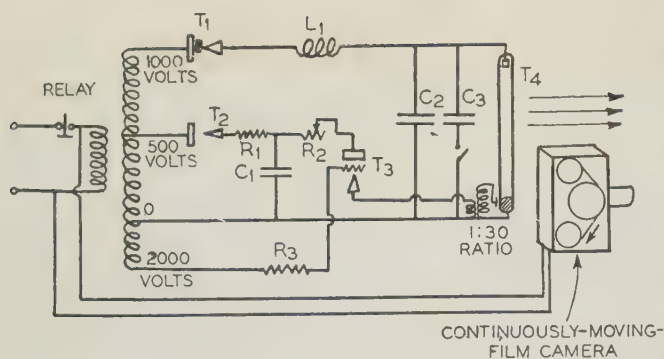 T1
L1
1000
VOLTS
RELAY
T2
500
VOLTS
R1
R2
C1
T3
C2
C3
T4
0
2000
VOLTS
R3
1:30
RATIO
CONTINUOUSLY-MOVING-
FILM CAMERA